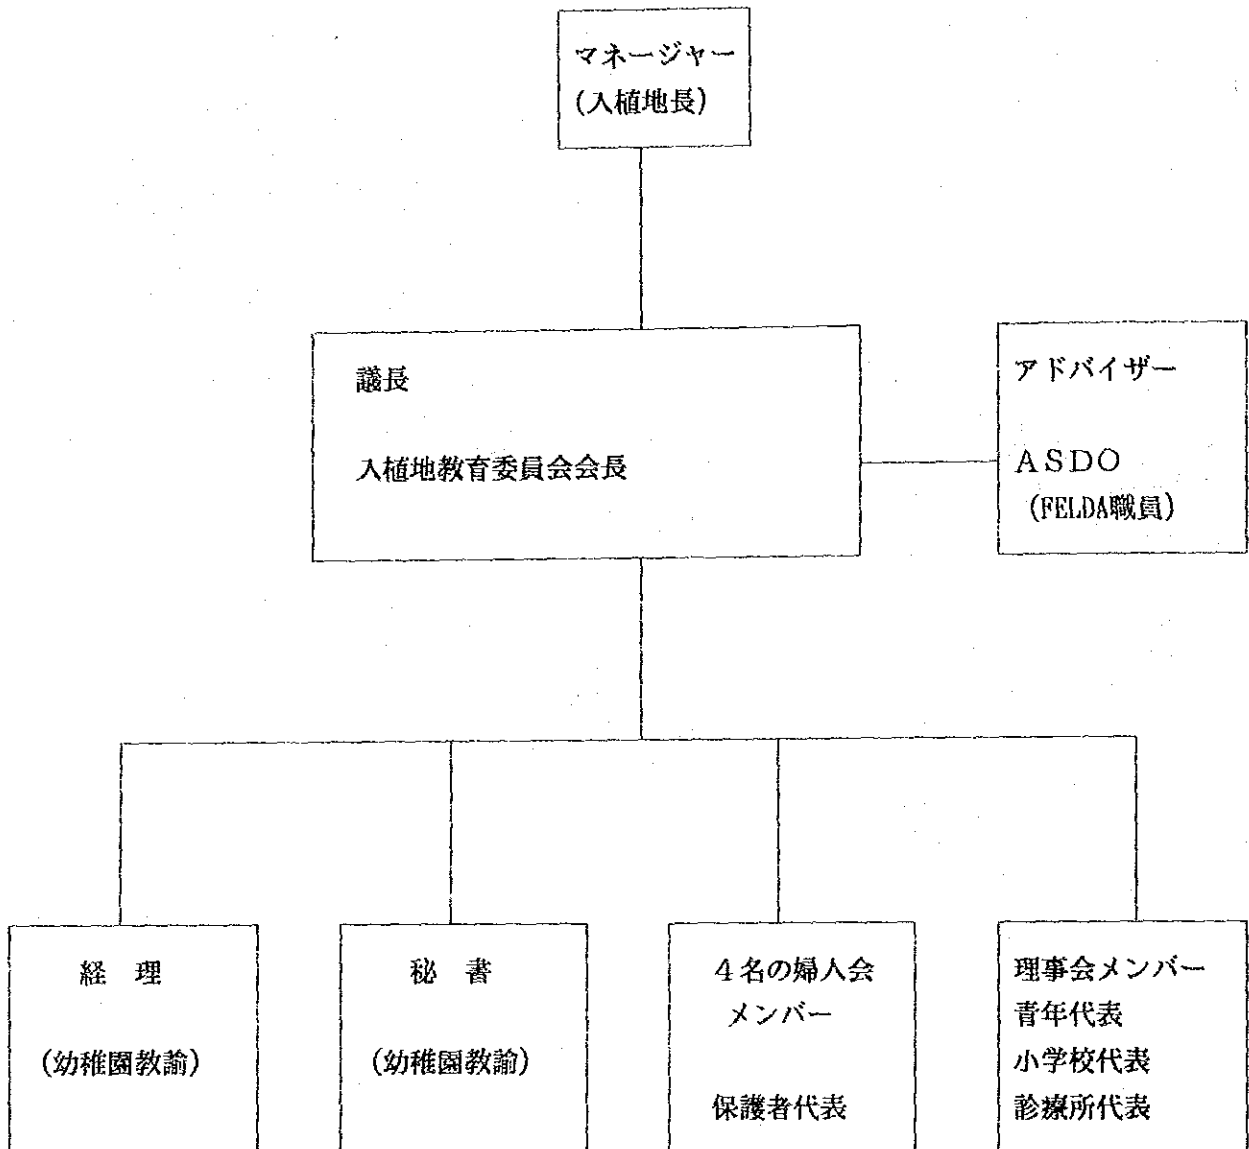 マネージャー
(入植地長)
議長
入植地教育委員会会長
アドバイザー
ASDO
(FELDA職員)
経 理
(幼稚園教諭)
秘 書
(幼稚園教諭)
4名の婦人会
メンバー
保護者代表
理事会メンバー
青年代表
小学校代表
診療所代表